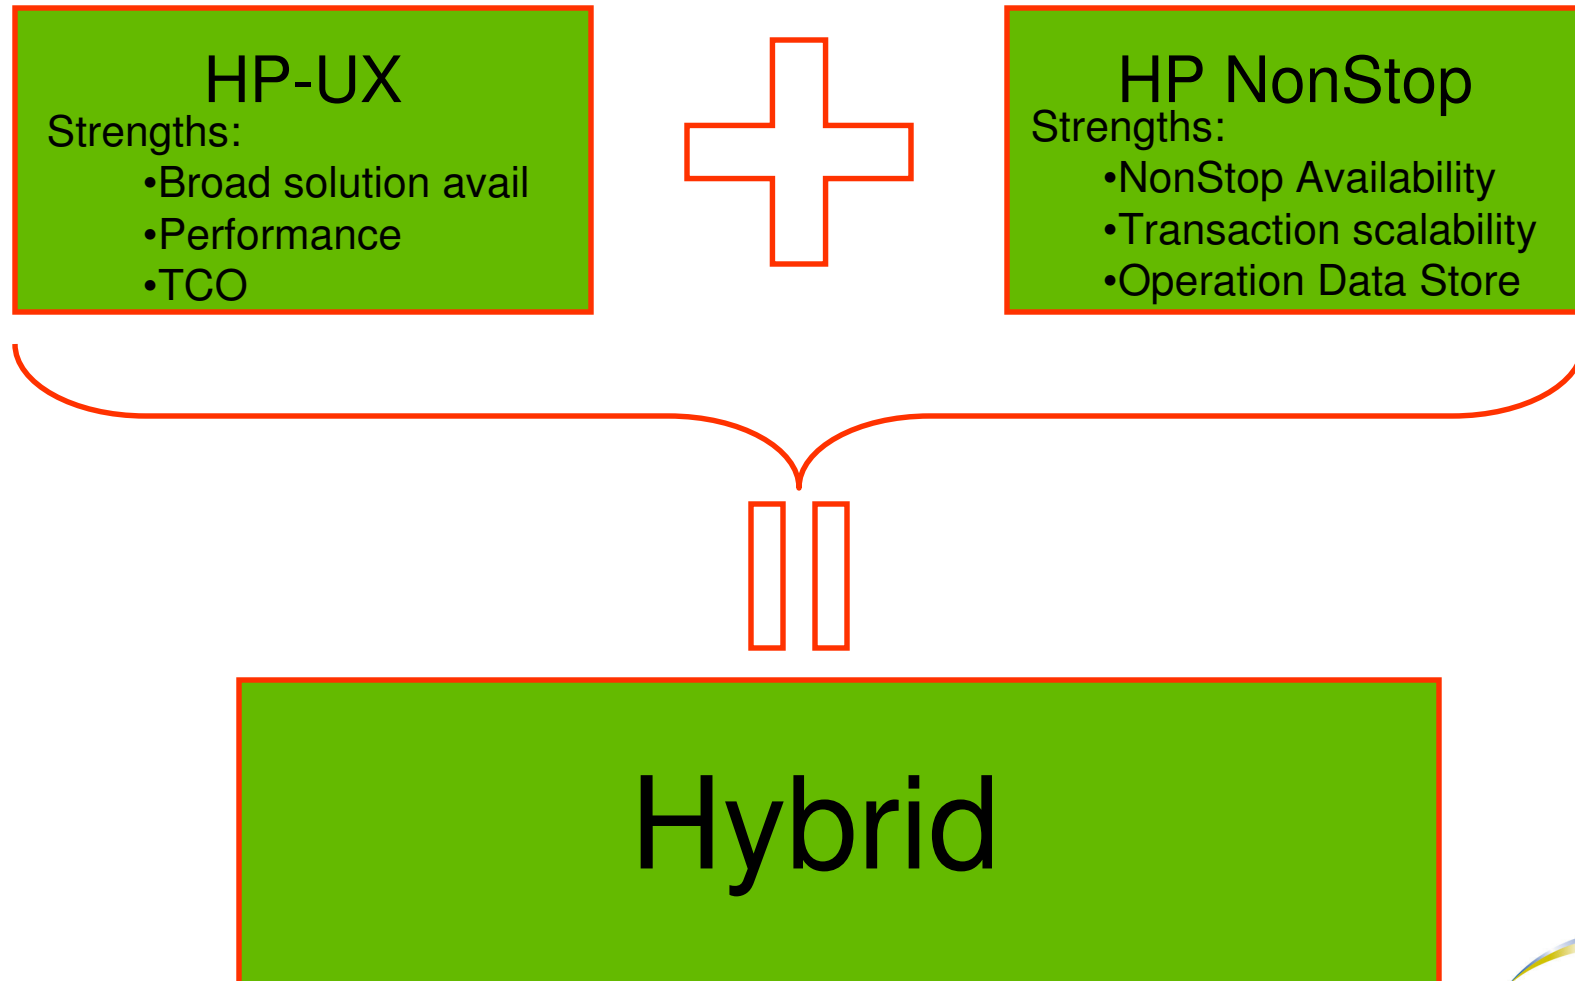 HP-UX
Strengths:
•Broad solution avail
•Performance
•TCO
HP NonStop
Strengths:
•NonStop Availability
•Transaction scalability
•Operation Data Store
Hybrid